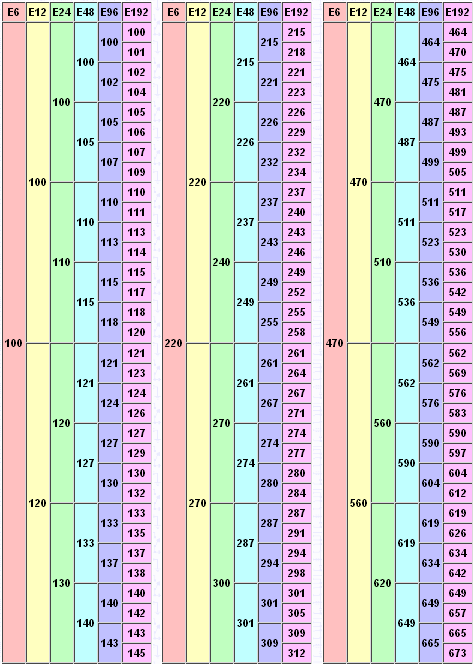 E6 E12 E24 E48 E96 E192
100 100 100 100 100 100
101
102 102
104
105 105 105
106
107 107
109
110 110 110 110
111
113 113
114
115 115 115
117
118 118
120
120 120 121 121 121
123
124 124
126
127 127 127
129
130 130
132
130 133 133 133
135
137 137
138
140 140 140
142
143 143
145
E6 E12 E24 E48 E96 E192
220 220 220 215 215 215
218
221 221
223
226 226 226
229
232 232
234
240 237 237 237
240
243 243
246
249 249 249
252
255 255
258
270 270 261 261 261
264
267 267
271
274 274 274
277
280 280
284
300 287 287 287
291
294 294
298
301 301 301
305
309 309
312
E6 E12 E24 E48 E96 E192
470 470 470 464 464 464
470
475 475
481
487 487 487
493
499 499
505
510 511 511 511
517
523 523
530
536 536 536
542
549 549
556
560 560 562 562 562
569
576 576
583
590 590 590
597
604 604
612
620 619 619 619
626
634 634
642
649 649 649
657
665 665
673